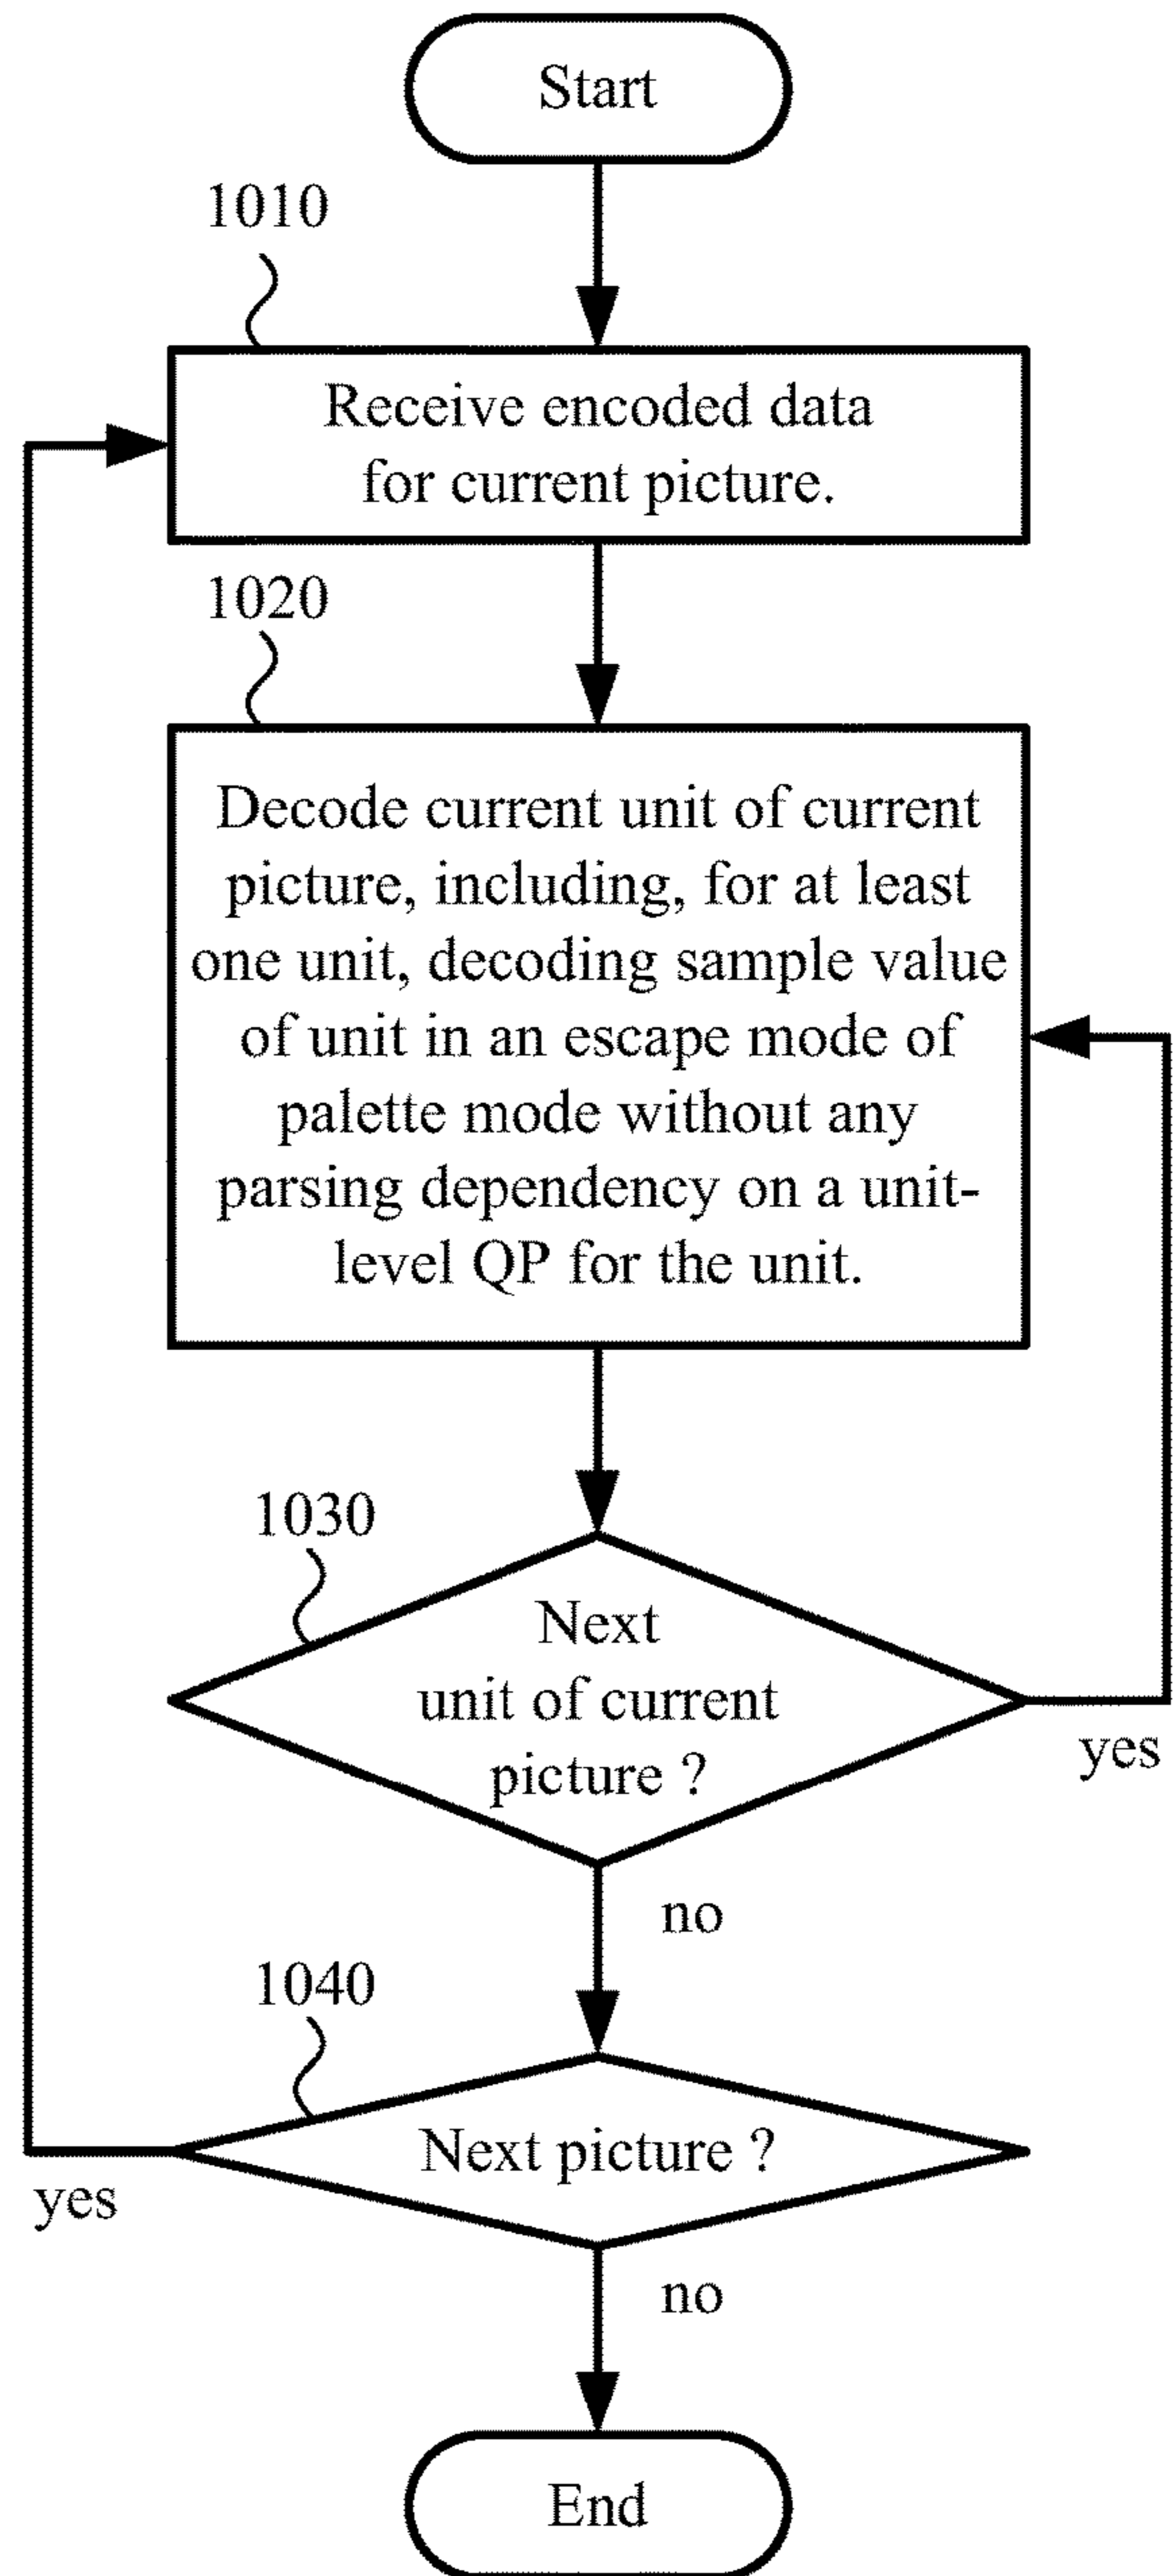 Start
1010
Receive encoded data
for current picture.
1020
Decode current unit of current
picture, including, for at least
one unit, decoding sample value
of unit in an escape mode of
palette mode without any
parsing dependency on a unit-
level QP for the unit.
1030
Next
unit of current
picture ?
yes
no
1040
Next picture ?
yes
no
End